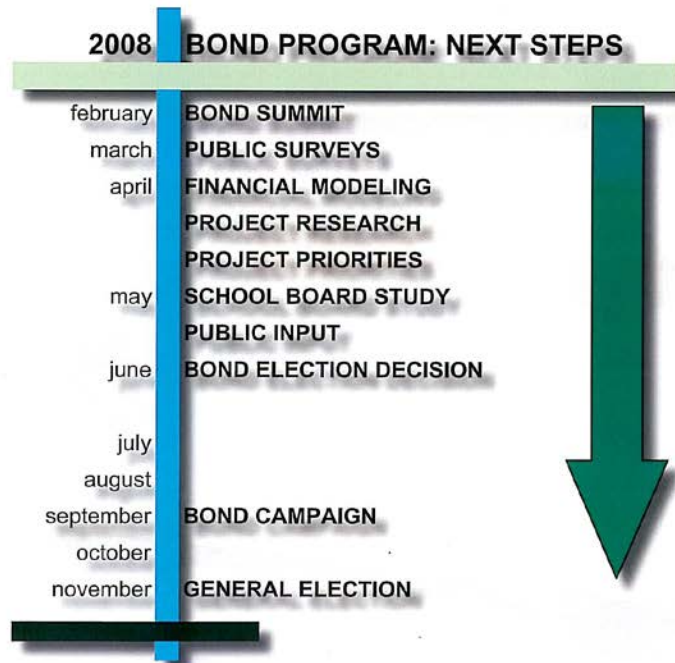 2008 BOND PROGRAM: NEXT STEPS
february BOND SUMMIT
march PUBLIC SURVEYS
april FINANCIAL MODELING
PROJECT RESEARCH
PROJECT PRIORITIES
may SCHOOL BOARD STUDY
PUBLIC INPUT
june BOND ELECTION DECISION
july
august
september BOND CAMPAIGN
october
november GENERAL ELECTION